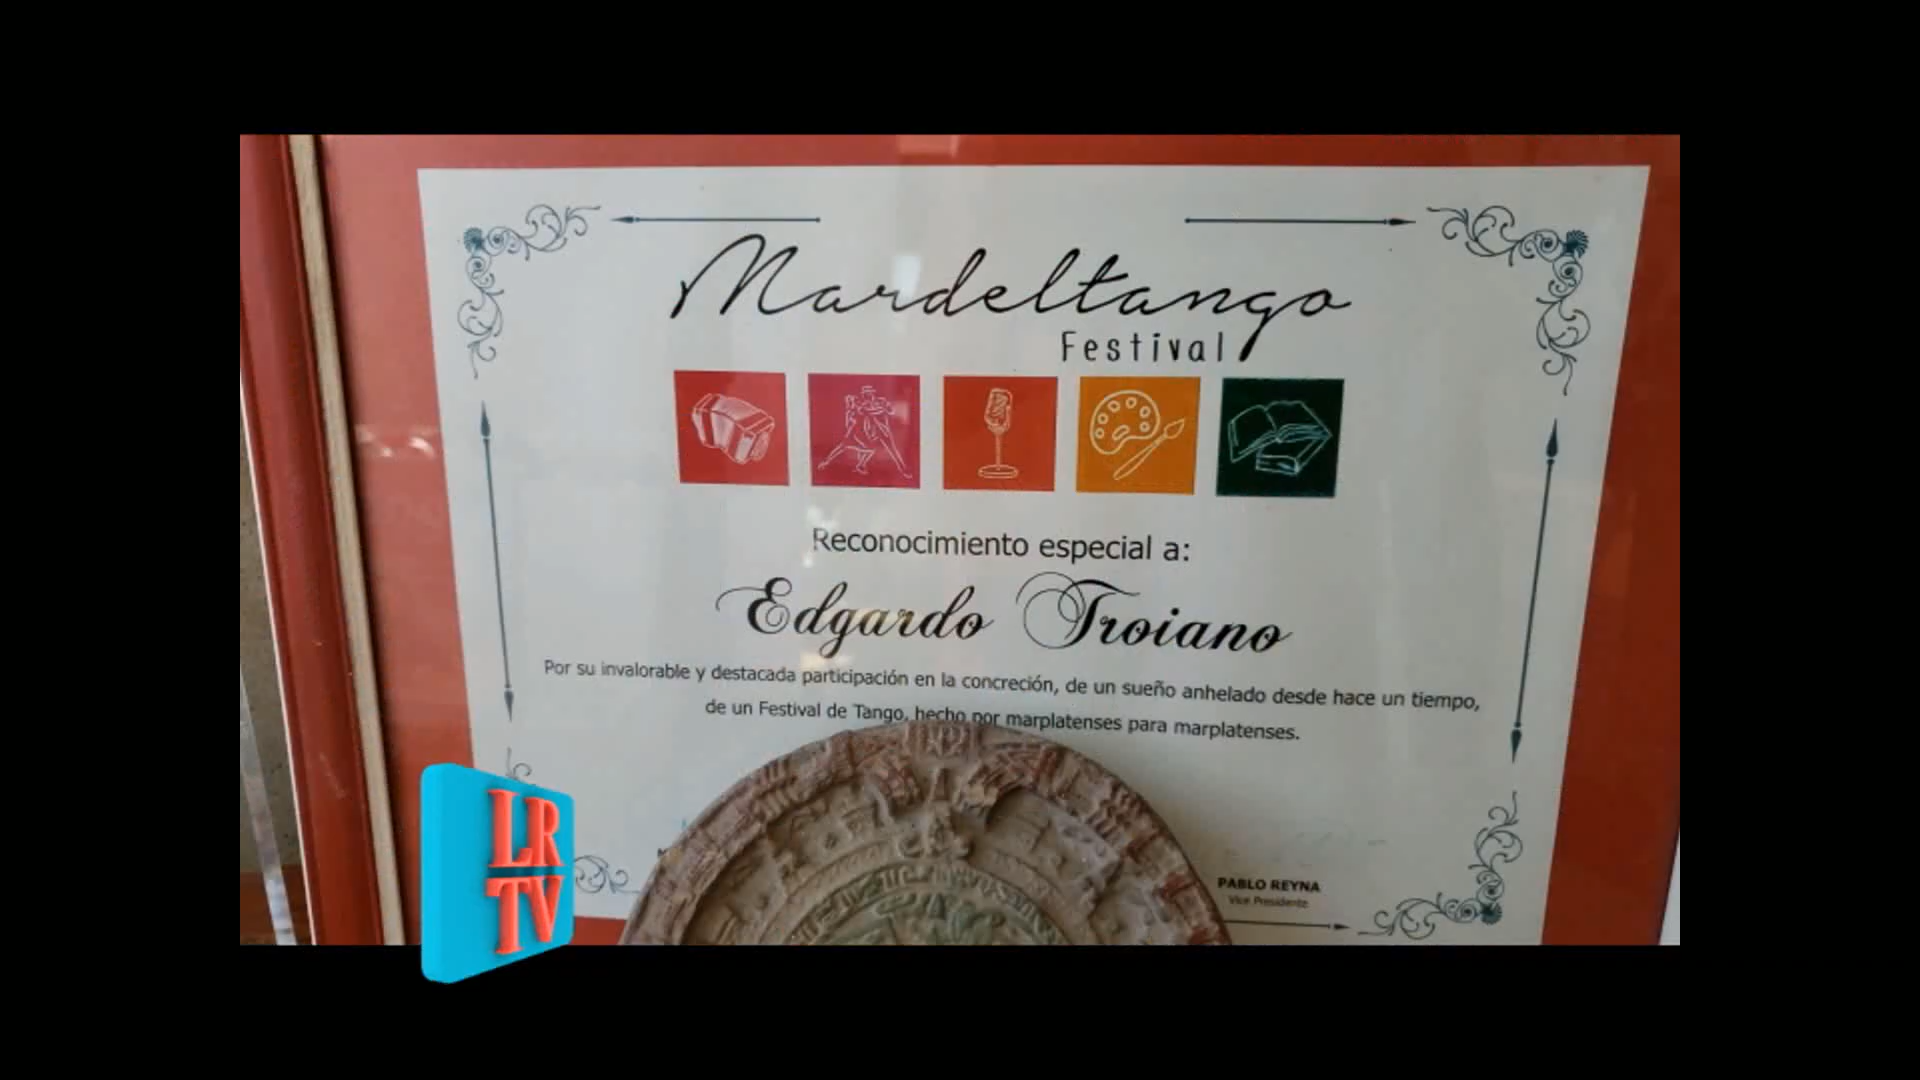 Mardeltango
Festival
Reconocimiento especial a:
Edgardo Troiano
Por su invalorable y destacada participación en la concreción, de un sueño anhelado desde hace un tiempo,
de un Festival de Tango, hecho por marplatenses para marplatenses.
LR
TV
PABLO REYNA
Vice Presidente